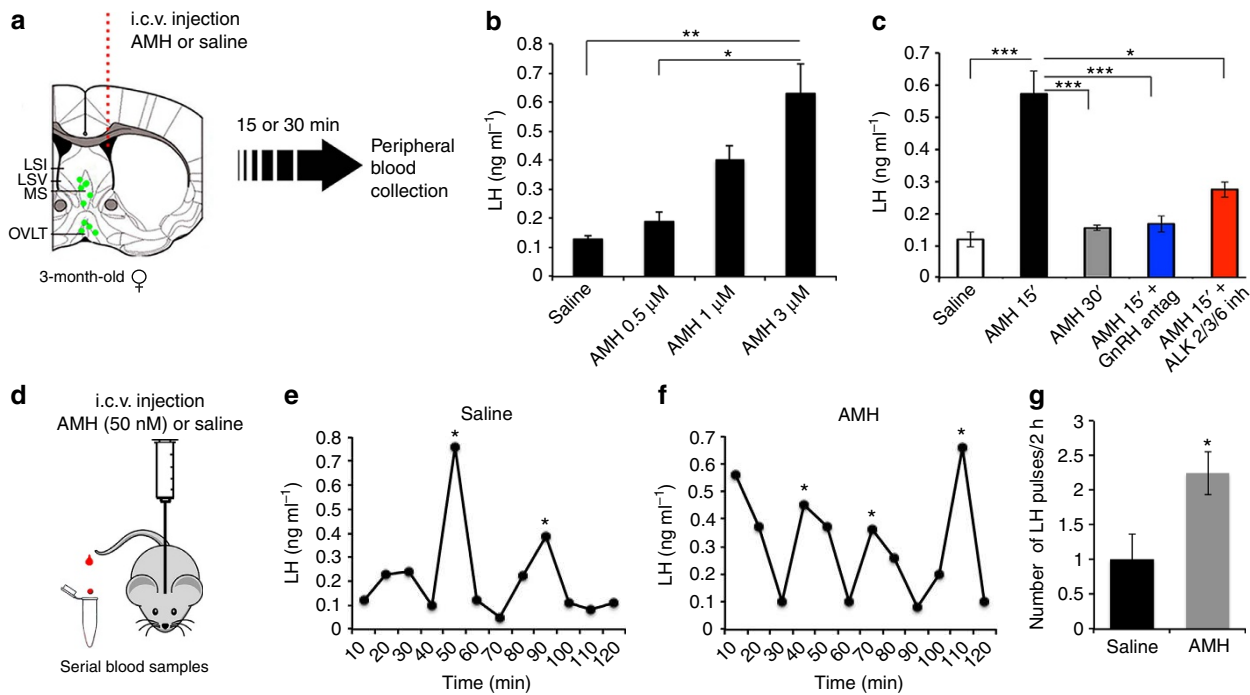 a
i.c.v. injection
AMH or saline
LSI
LSV
MS
OVLT
3-month-old ♀
15 or 30 min
Peripheral
blood
collection
b
LH (ng ml⁻¹)
0.8
0.7
0.6
0.5
0.4
0.3
0.2
0.1
0
**
*
Saline
AMH 0.5 µM
AMH 1 µM
AMH 3 µM
c
LH (ng ml⁻¹)
0.7
0.6
0.5
0.4
0.3
0.2
0.1
0
***
*
***
***
Saline
AMH 15′
AMH 30′
AMH 15′ +
GnRH antag
AMH 15′ +
ALK 2/3/6 inh
d
i.c.v. injection
AMH (50 nM) or saline
Serial blood samples
e
Saline
LH (ng ml⁻¹)
0.8
0.7
0.6
0.5
0.4
0.3
0.2
0.1
0
*
*
10 20 30 40 50 60 70 80 90 100 110 120
Time (min)
f
AMH
LH (ng ml⁻¹)
0.7
0.6
0.5
0.4
0.3
0.2
0.1
0
*
*
*
10 20 30 40 50 60 70 80 90 100 110 120
Time (min)
g
Number of LH pulses/2 h
3
2.5
2
1.5
1
0.5
0
*
Saline
AMH